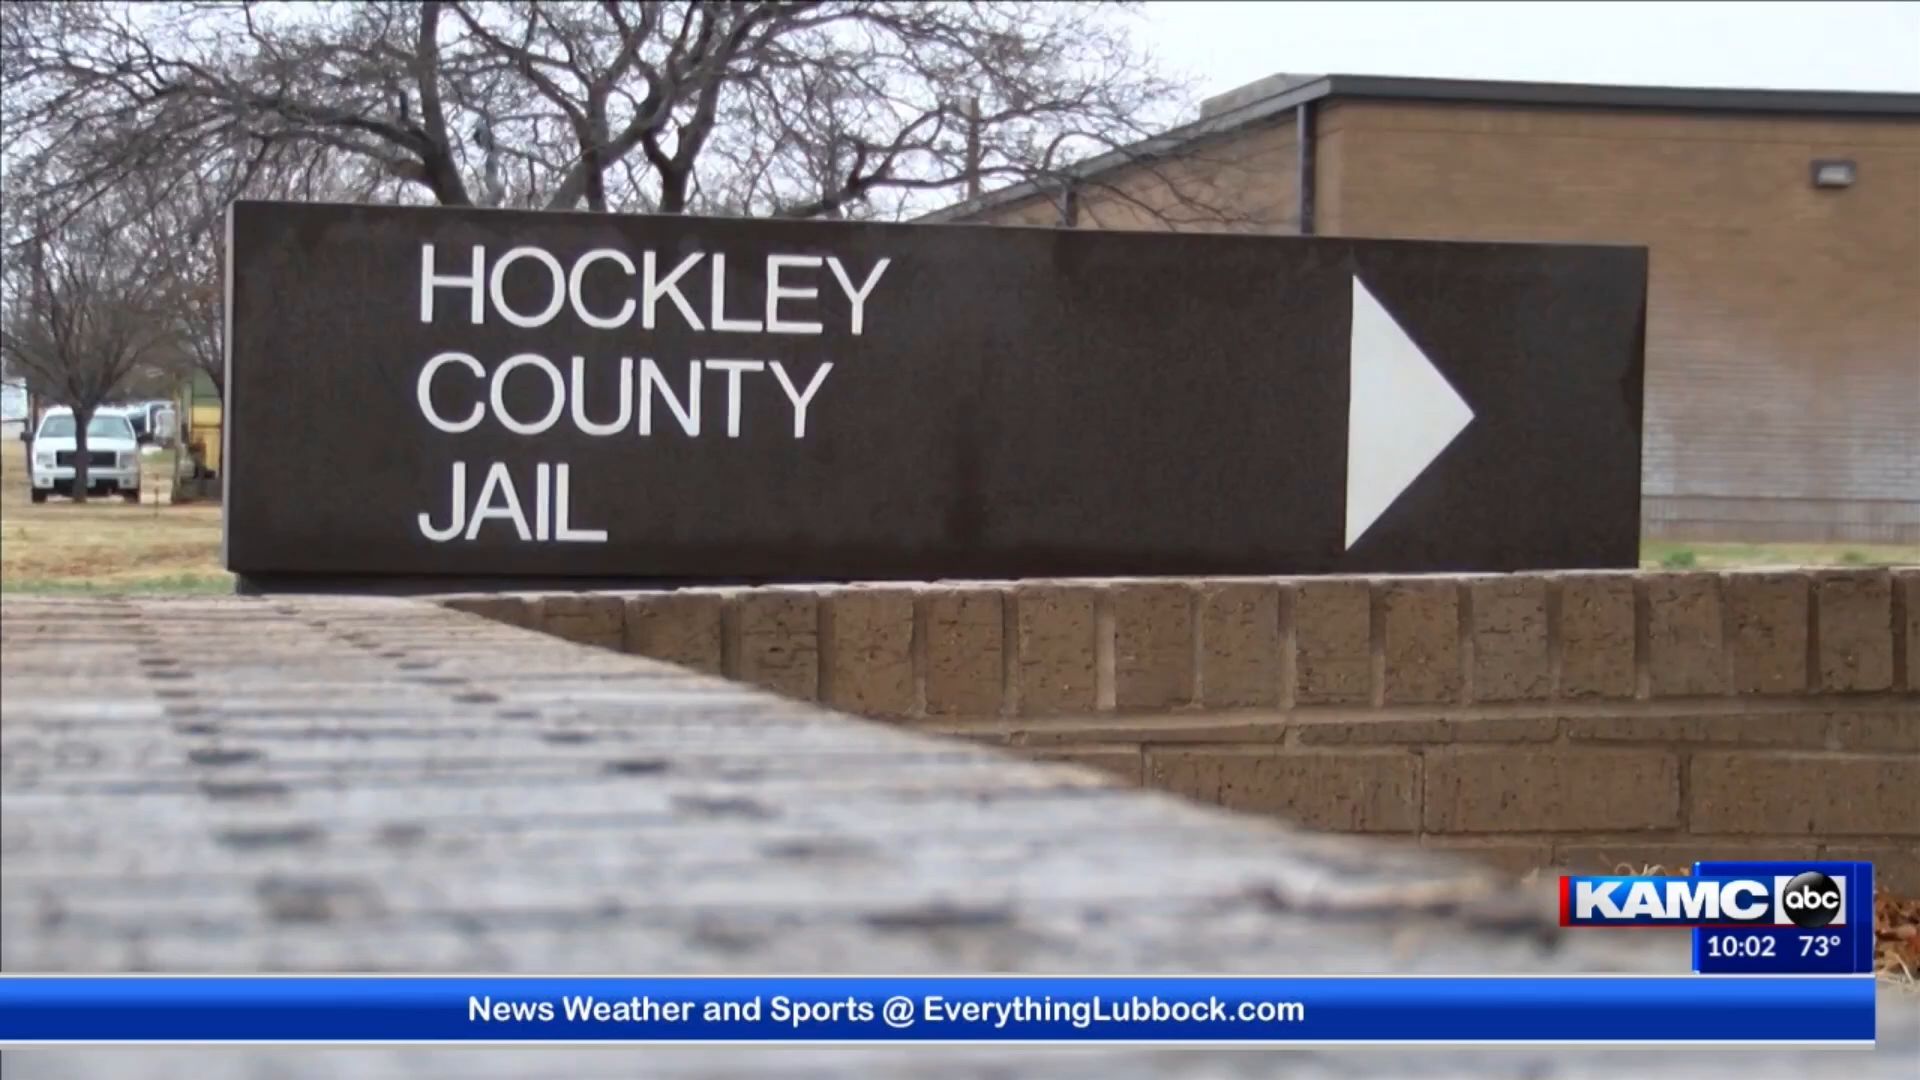 HOCKLEY
COUNTY
JAIL
KAMC abc
10:02 73°
News Weather and Sports @ EverythingLubbock.com